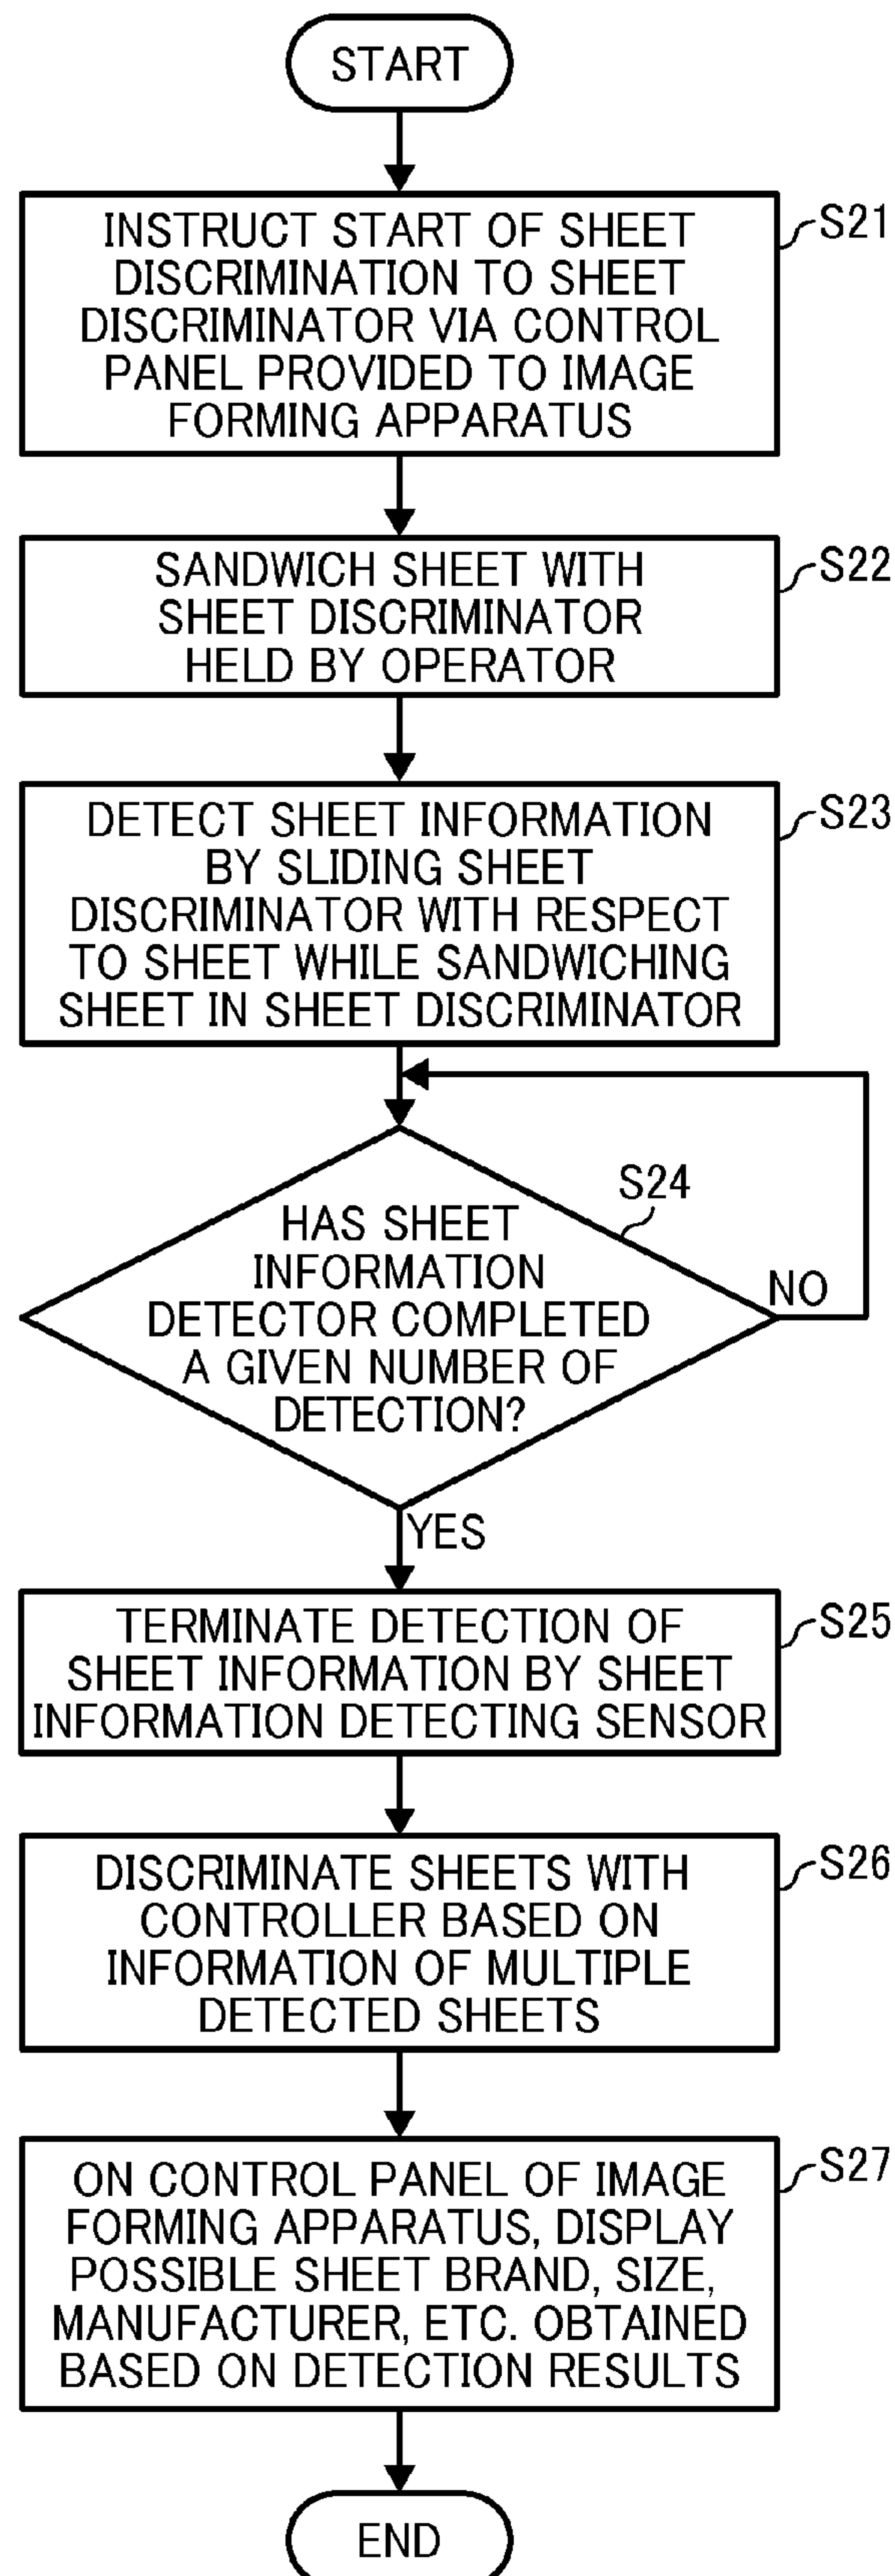 START
S21
INSTRUCT START OF SHEET
DISCRIMINATION TO SHEET
DISCRIMINATOR VIA CONTROL
PANEL PROVIDED TO IMAGE
FORMING APPARATUS
S22
SANDWICH SHEET WITH
SHEET DISCRIMINATOR
HELD BY OPERATOR
S23
DETECT SHEET INFORMATION
BY SLIDING SHEET
DISCRIMINATOR WITH RESPECT
TO SHEET WHILE SANDWICHING
SHEET IN SHEET DISCRIMINATOR
S24
HAS SHEET
INFORMATION
DETECTOR COMPLETED
A GIVEN NUMBER OF
DETECTION?
NO
YES
S25
TERMINATE DETECTION OF
SHEET INFORMATION BY SHEET
INFORMATION DETECTING SENSOR
S26
DISCRIMINATE SHEETS WITH
CONTROLLER BASED ON
INFORMATION OF MULTIPLE
DETECTED SHEETS
S27
ON CONTROL PANEL OF IMAGE
FORMING APPARATUS, DISPLAY
POSSIBLE SHEET BRAND, SIZE,
MANUFACTURER, ETC. OBTAINED
BASED ON DETECTION RESULTS
END